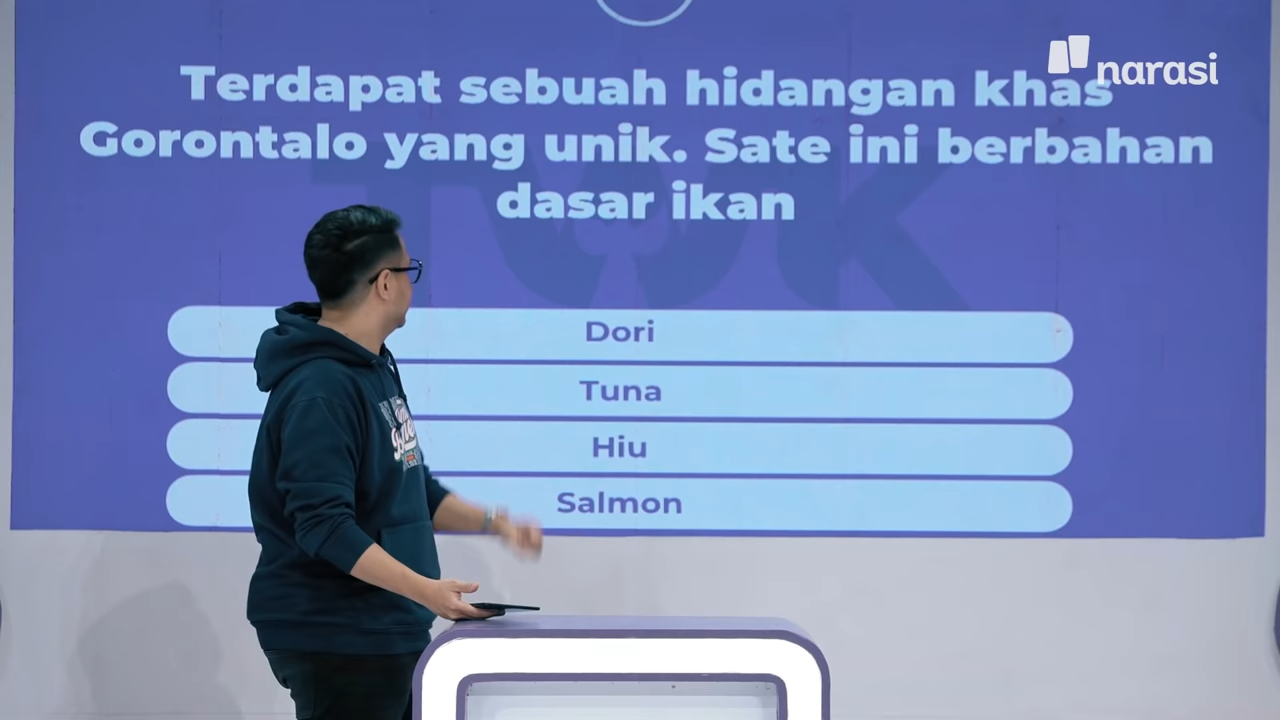 narasi
Terdapat sebuah hidangan khas
Gorontalo yang unik. Sate ini berbahan
dasar ikan
Dori
Tuna
Hiu
Salmon